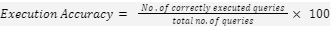 Execution Accuracy = No. of correctly executed queries / total no. of queries × 100